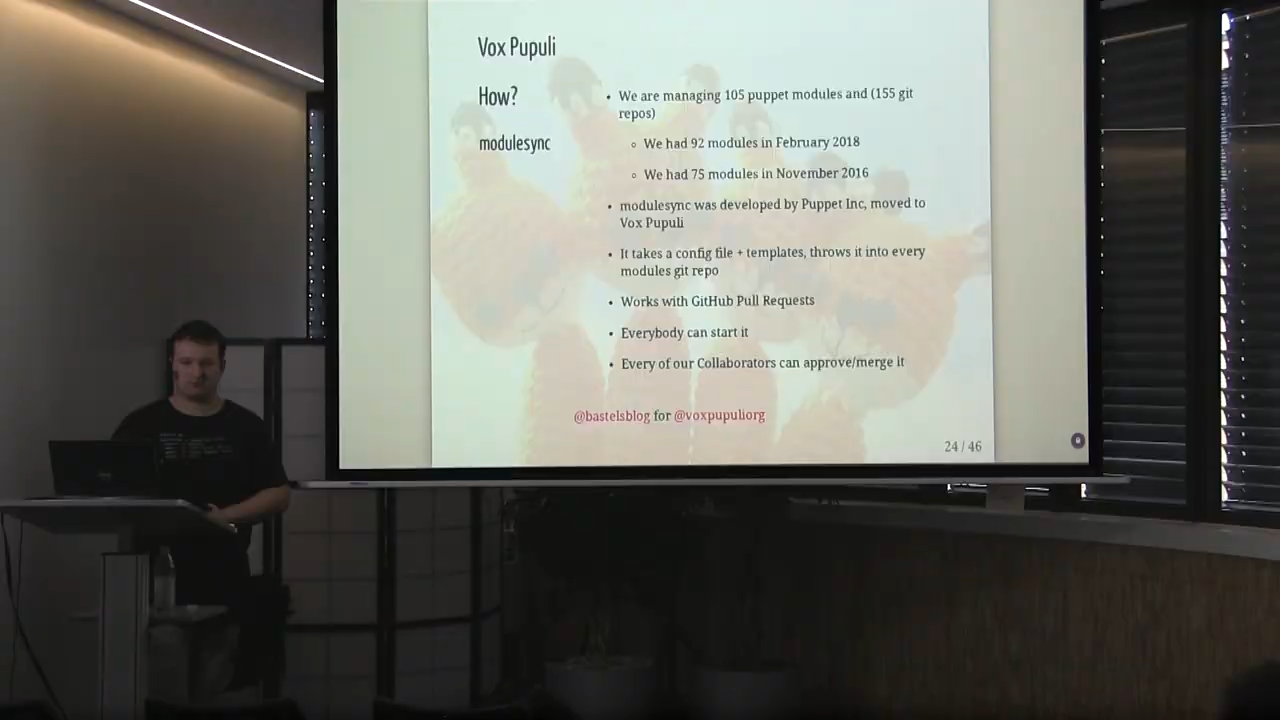 Vox Pupuli
How?
modulesync
• We are managing 105 puppet modules and (155 git
repos)
◦ We had 92 modules in February 2018
◦ We had 75 modules in November 2016
• modulesync was developed by Puppet Inc, moved to
Vox Pupuli
• It takes a config file + templates, throws it into every
modules git repo
• Works with GitHub Pull Requests
• Everybody can start it
• Every of our Collaborators can approve/merge it
@bastelsblog for @voxpupuliorg
24 / 46